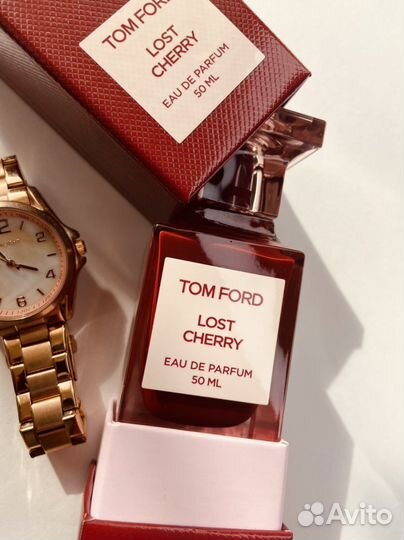 TOM FORD
LOST
CHERRY
EAU DE PARFUM
50 ML
TOM FORD
LOST
CHERRY
EAU DE PARFUM
50 ML
Avito